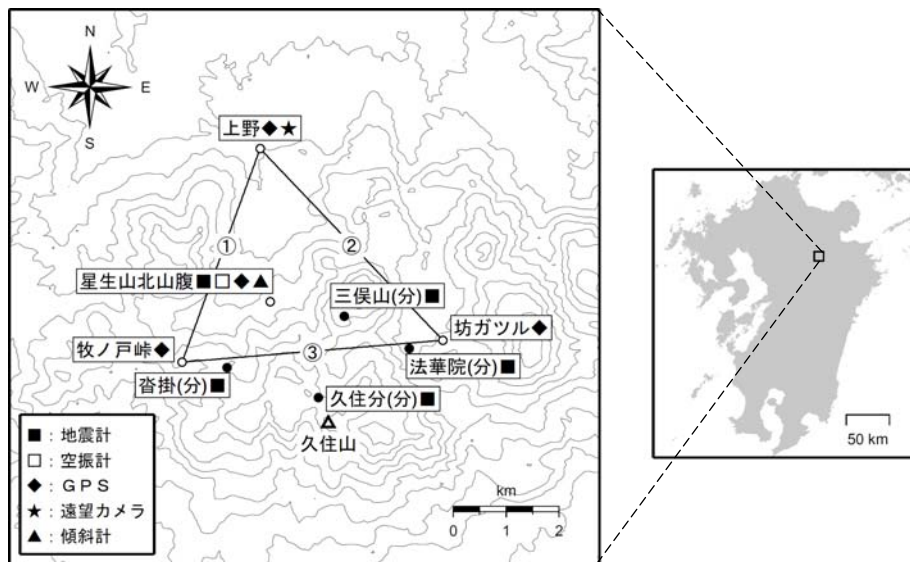 N
W E
S
上野◆★
①
②
星生山北山腹■□◆▲
三俣山(分)■
坊ガツル◆
牧ノ戸峠◆
③
法華院(分)■
沓掛(分)■
久住分(分)■
久住山
■：地震計
□：空振計
◆：ＧＰＳ
★：遠望カメラ
▲：傾斜計
km
0 1 2
50 km